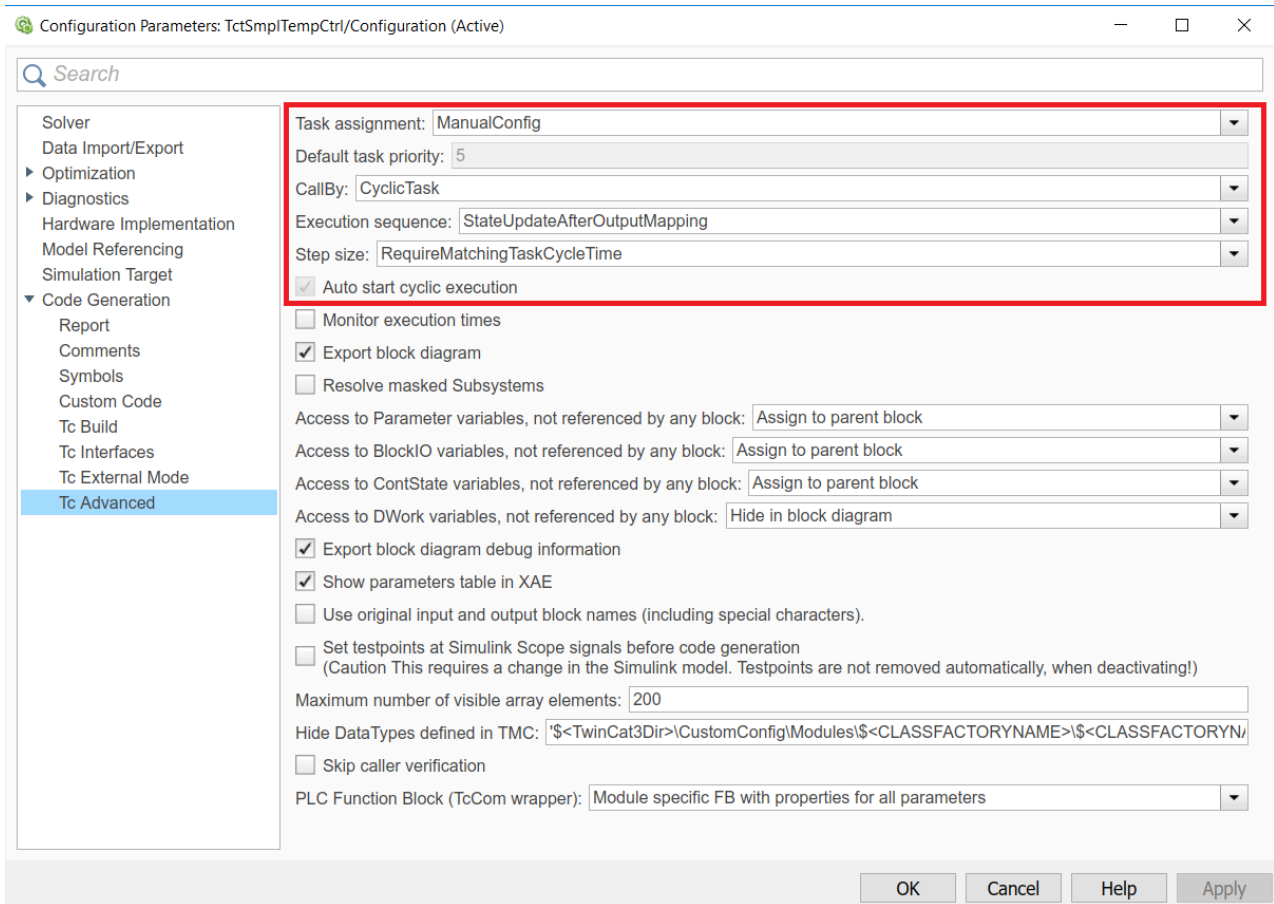 Configuration Parameters: TctSmplTempCtrl/Configuration (Active)
Search
Solver
Data Import/Export
Optimization
Diagnostics
Hardware Implementation
Model Referencing
Simulation Target
Code Generation
Report
Comments
Symbols
Custom Code
Tc Build
Tc Interfaces
Tc External Mode
Tc Advanced
Task assignment: ManualConfig
Default task priority: 5
CallBy: CyclicTask
Execution sequence: StateUpdateAfterOutputMapping
Step size: RequireMatchingTaskCycleTime
Auto start cyclic execution
Monitor execution times
Export block diagram
Resolve masked Subsystems
Access to Parameter variables, not referenced by any block: Assign to parent block
Access to BlockIO variables, not referenced by any block: Assign to parent block
Access to ContState variables, not referenced by any block: Assign to parent block
Access to DWork variables, not referenced by any block: Hide in block diagram
Export block diagram debug information
Show parameters table in XAE
Use original input and output block names (including special characters).
Set testpoints at Simulink Scope signals before code generation
(Caution This requires a change in the Simulink model. Testpoints are not removed automatically, when deactivating!)
Maximum number of visible array elements: 200
Hide DataTypes defined in TMC: '$<TwinCat3Dir>\CustomConfig\Modules\$<CLASSFACTORYNAME>\$<CLASSFACTORYNA
Skip caller verification
PLC Function Block (TcCom wrapper): Module specific FB with properties for all parameters
OK Cancel Help Apply